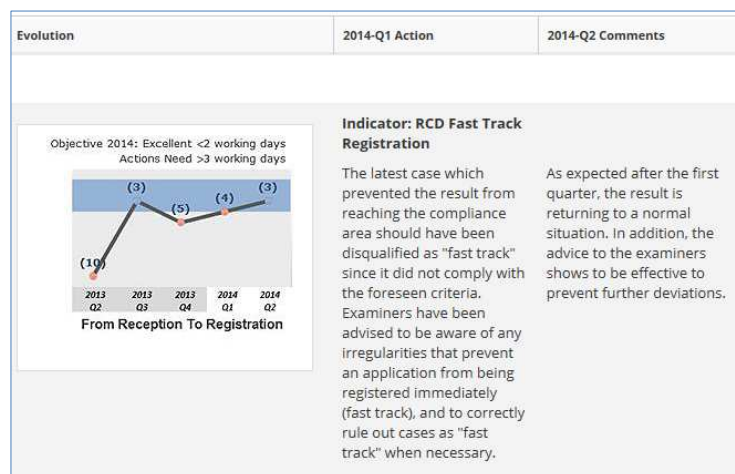 Evolution
2014-Q1 Action
2014-Q2 Comments
Objective 2014: Excellent <2 working days
Actions Need >3 working days
(10)
(3)
(5)
(4)
(3)
2013 2013 2013 2014 2014
Q2 Q3 Q4 Q1 Q2
From Reception To Registration
Indicator: RCD Fast Track
Registration
The latest case which
prevented the result from
reaching the compliance
area should have been
disqualified as "fast track"
since it did not comply with
the foreseen criteria.
Examiners have been
advised to be aware of any
irregularities that prevent
an application from being
registered immediately
(fast track), and to correctly
rule out cases as "fast
track" when necessary.
As expected after the first
quarter, the result is
returning to a normal
situation. In addition, the
advice to the examiners
shows to be effective to
prevent further deviations.